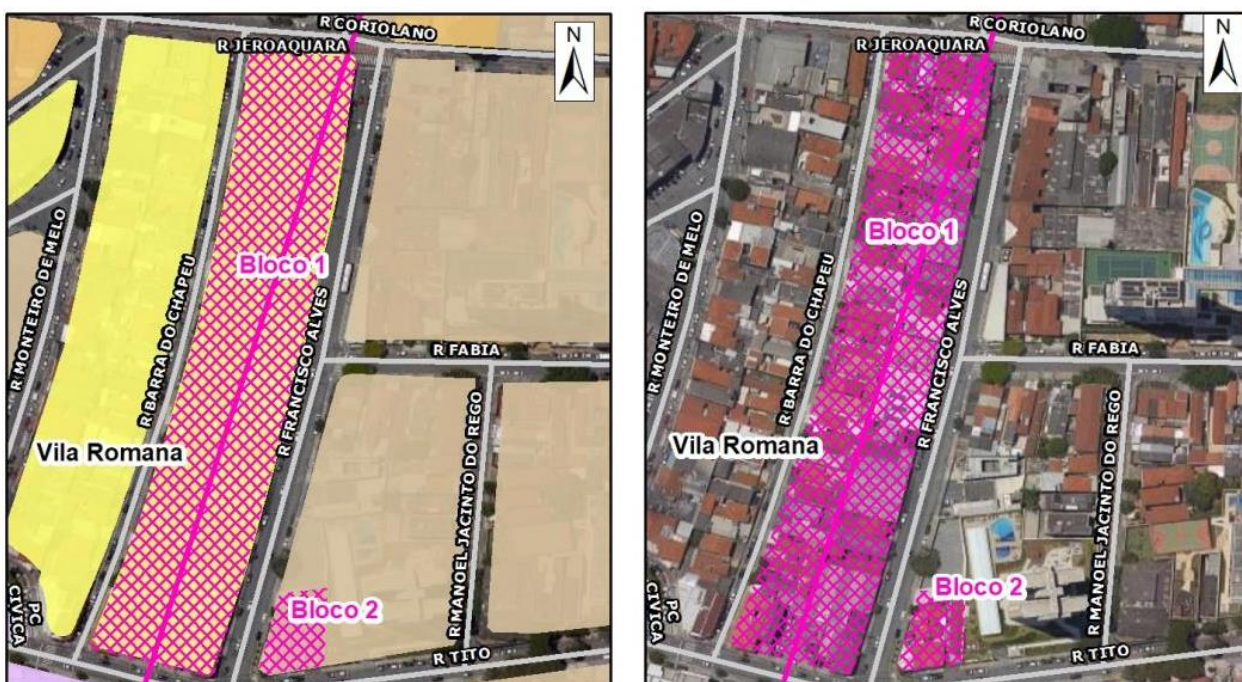 R CORIOLANO
N
R JEROAQUARA
Bloco 1
R MONTEIRO DE MELO
R BARRA DO CHAPEU
R FRANCISCO ALVES
R FABIA
Vila Romana
R MANOEL JACINTO DO REGO
PC
CIVICA
Bloco 2
R TITO
R CORIOLANO
N
R JEROAQUARA
Bloco 1
R MONTEIRO DE MELO
R BARRA DO CHAPEU
R FRANCISCO ALVES
R FABIA
Vila Romana
R MANOEL JACINTO DO REGO
PC
CIVICA
Bloco 2
R TITO